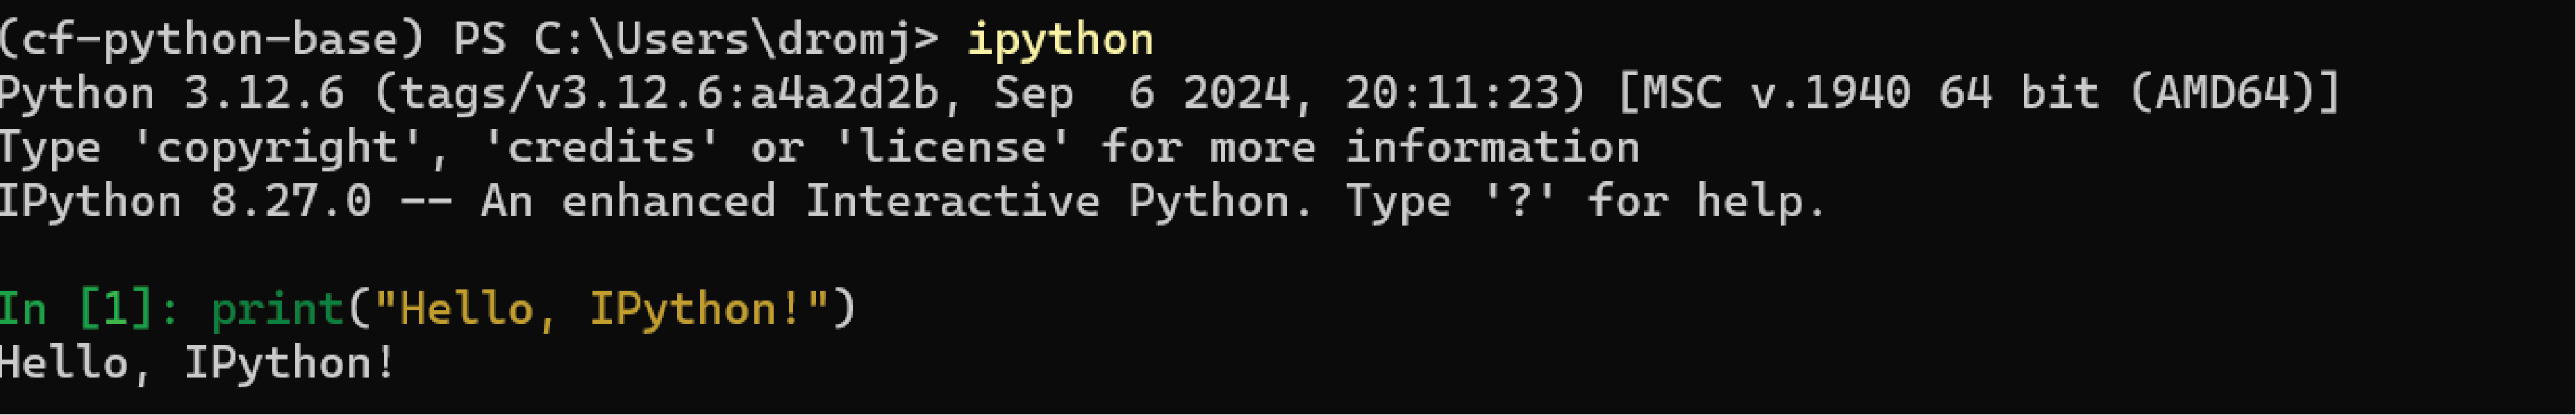 (cf-python-base) PS C:\Users\dromj> ipython
Python 3.12.6 (tags/v3.12.6:a4a2d2b, Sep  6 2024, 20:11:23) [MSC v.1940 64 bit (AMD64)]
Type 'copyright', 'credits' or 'license' for more information
IPython 8.27.0 -- An enhanced Interactive Python. Type '?' for help.
In [1]: print("Hello, IPython!")
Hello, IPython!